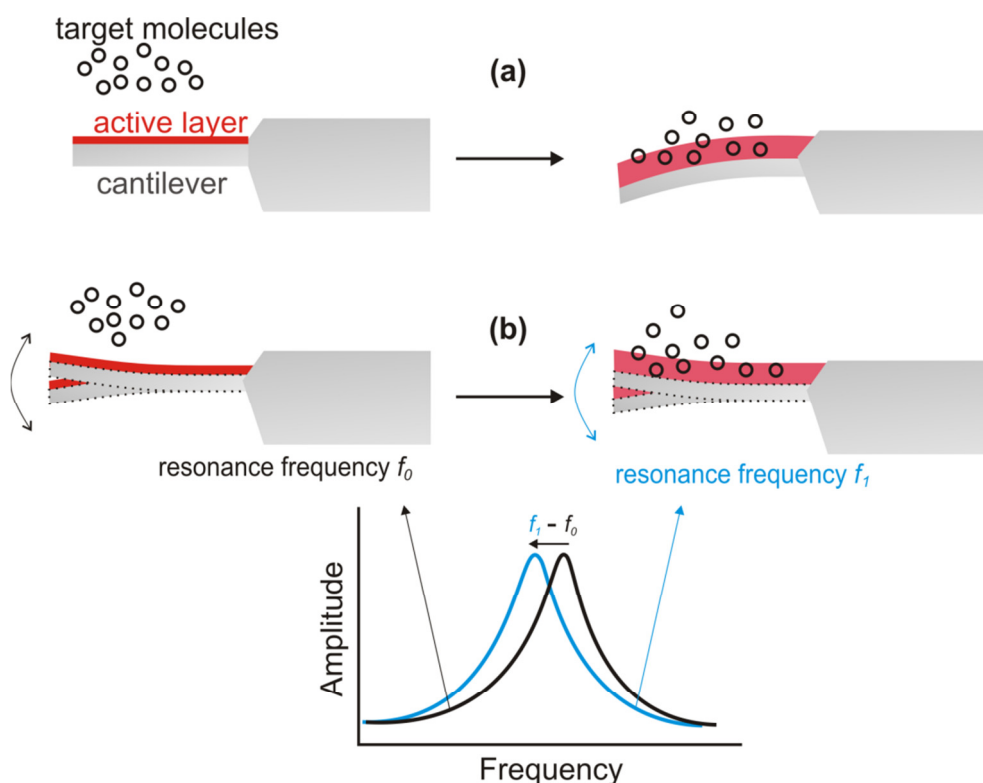 target molecules
(a)
active layer
cantilever
(b)
resonance frequency f₀
resonance frequency f₁
f₁ - f₀
Amplitude
Frequency